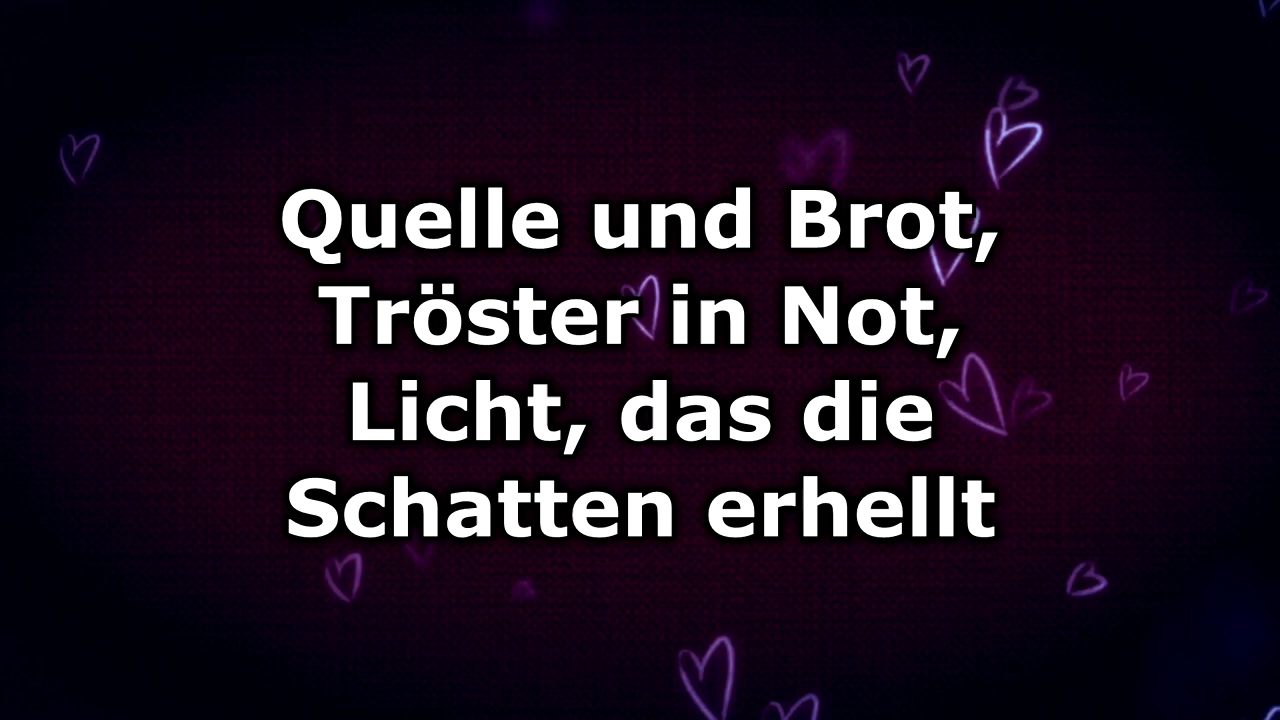 Quelle und Brot,
Tröster in Not,
Licht, das die
Schatten erhellt